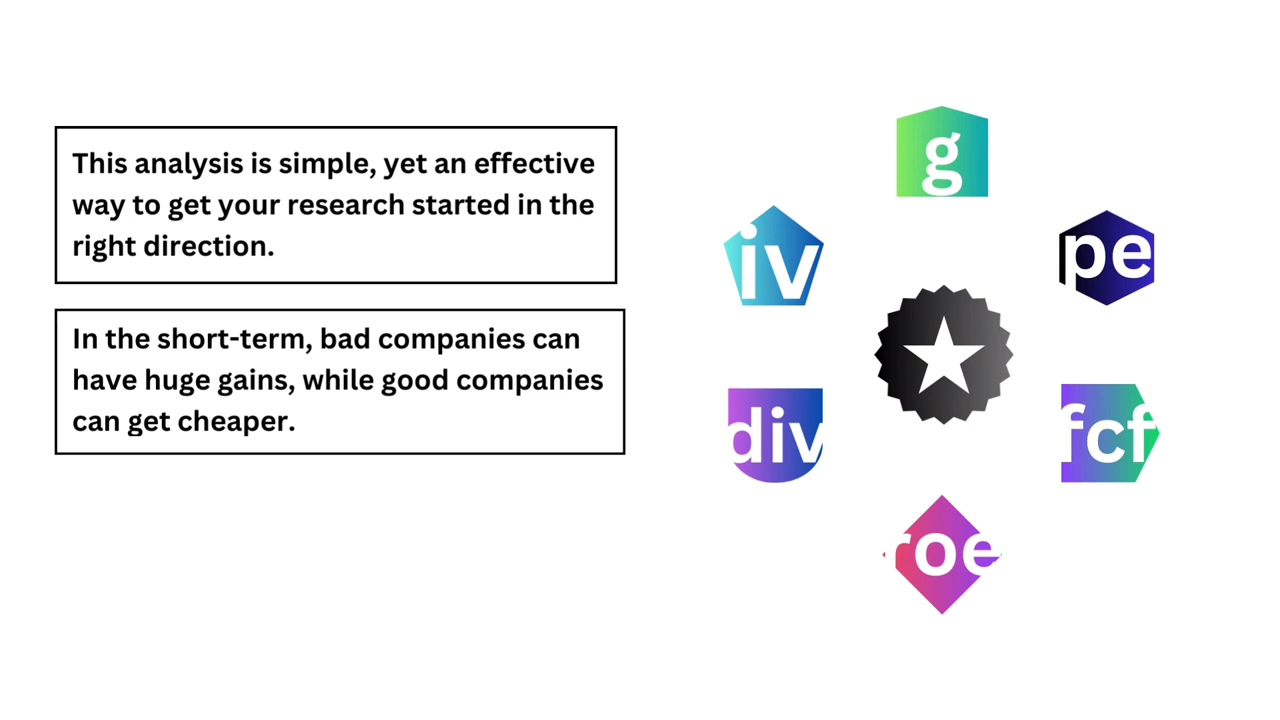 This analysis is simple, yet an effective
way to get your research started in the
right direction.
In the short-term, bad companies can
have huge gains, while good companies
can get cheaper.
g
iv
pe
div
fcf
roe